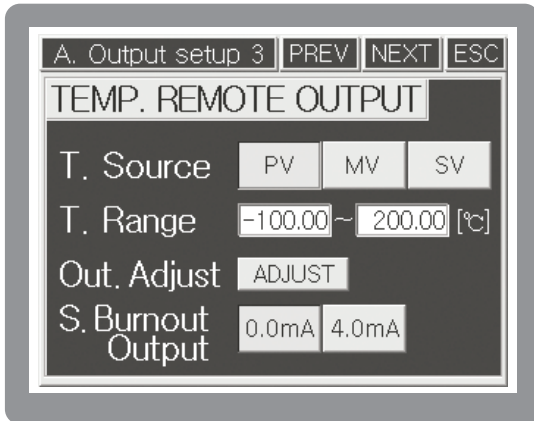 A. Output setup 3 PREV NEXT ESC
TEMP. REMOTE OUTPUT
T. Source PV MV SV
T. Range -100.00 ~ 200.00 [℃]
Out. Adjust ADJUST
S. Burnout Output 0.0mA 4.0mA